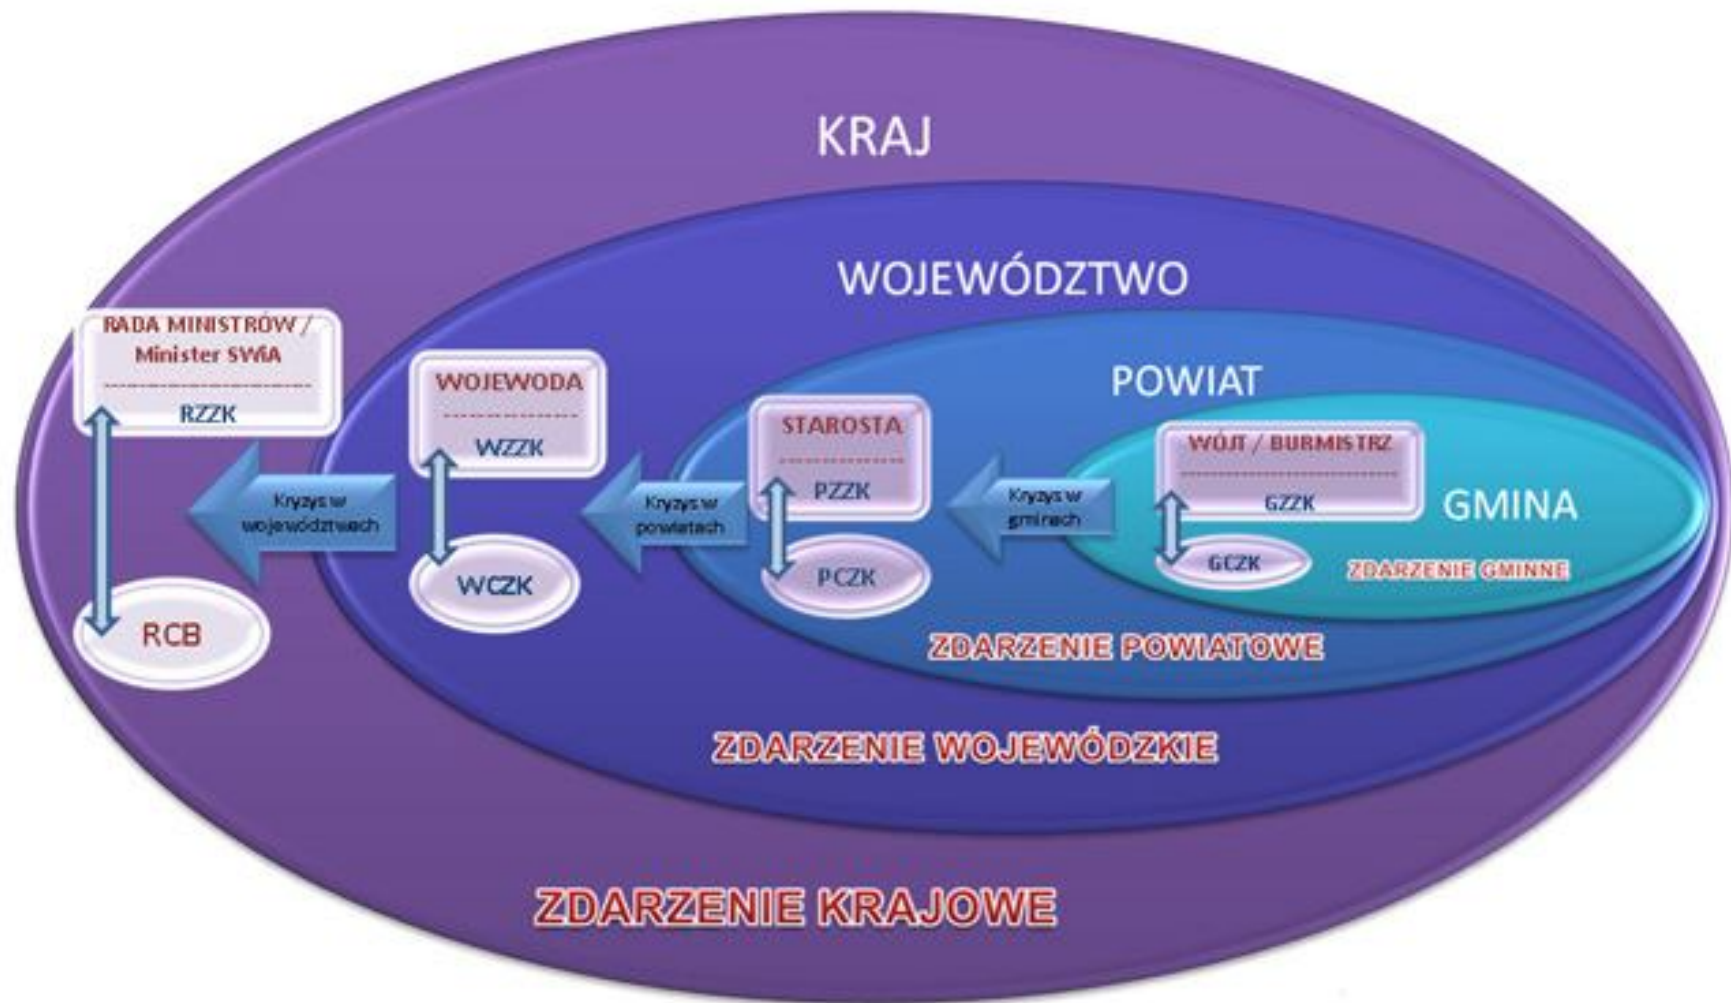 KRAJ
WOJEWÓDZTWO
POWIAT
GMINA
RADA MINISTRÓW /
Minister SWiA
RZZK
RCB
Kryzys w
województwach
WOJEWODA
WZZK
WCZK
Kryzys w
powiatach
STAROSTA
PZZK
PCZK
Kryzys w
gminach
WÓJT / BURMISTRZ
GZZK
GCZK
ZDARZENIE GMINNE
ZDARZENIE POWIATOWE
ZDARZENIE WOJEWÓDZKIE
ZDARZENIE KRAJOWE